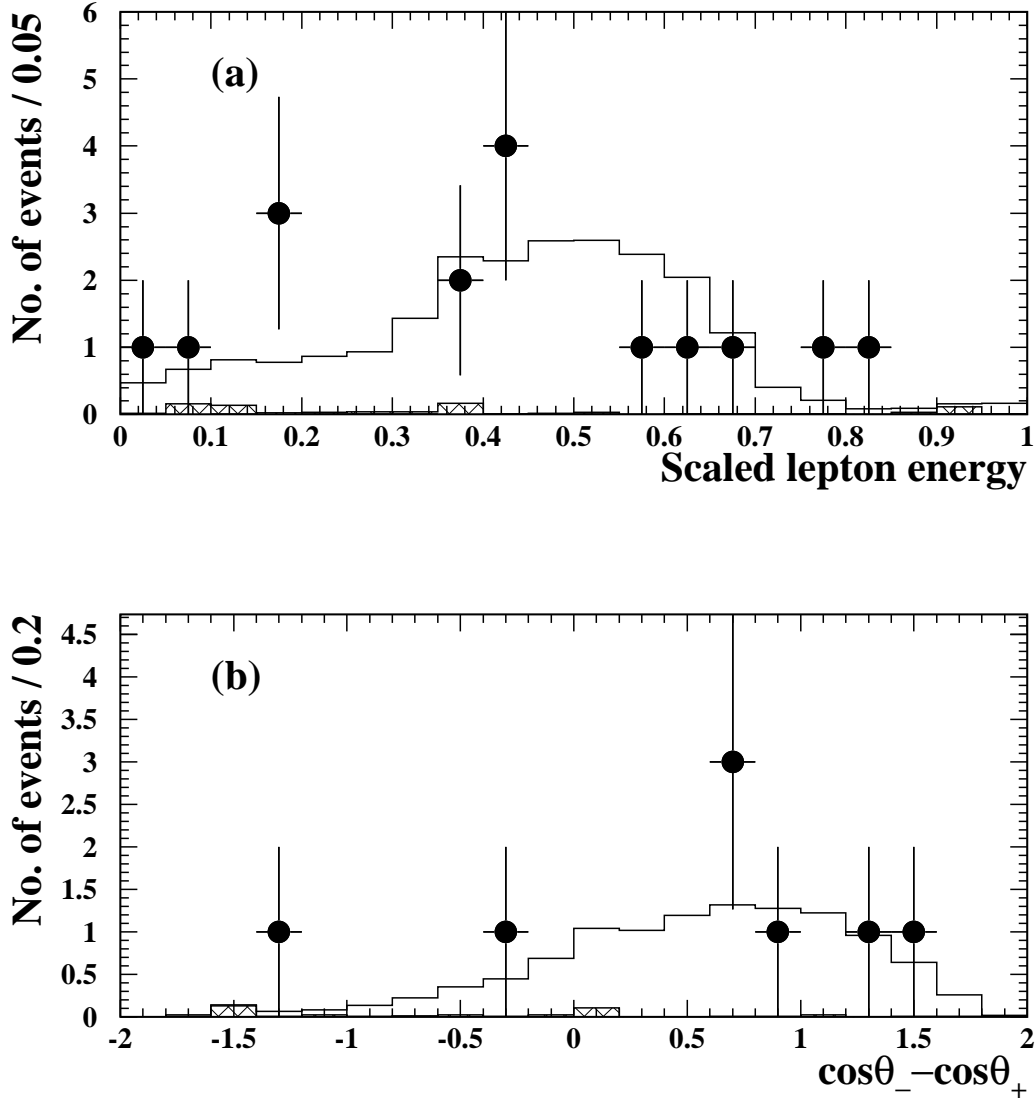 No. of events / 0.05
(a)
6
5
4
3
2
1
0
0 0.1 0.2 0.3 0.4 0.5 0.6 0.7 0.8 0.9 1
Scaled lepton energy
No. of events / 0.2
(b)
4.5
4
3.5
3
2.5
2
1.5
1
0.5
0
-2 -1.5 -1 -0.5 0 0.5 1 1.5 2
cosθ₋−cosθ₊